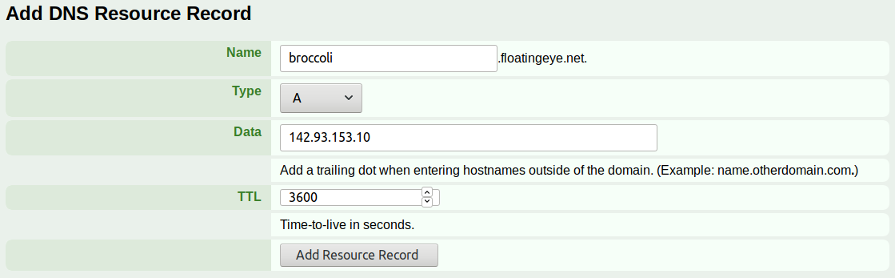 Add DNS Resource Record
Name broccoli .floatingeye.net.
Type A
Data 142.93.153.10
Add a trailing dot when entering hostnames outside of the domain. (Example: name.otherdomain.com.)
TTL 3600
Time-to-live in seconds.
Add Resource Record